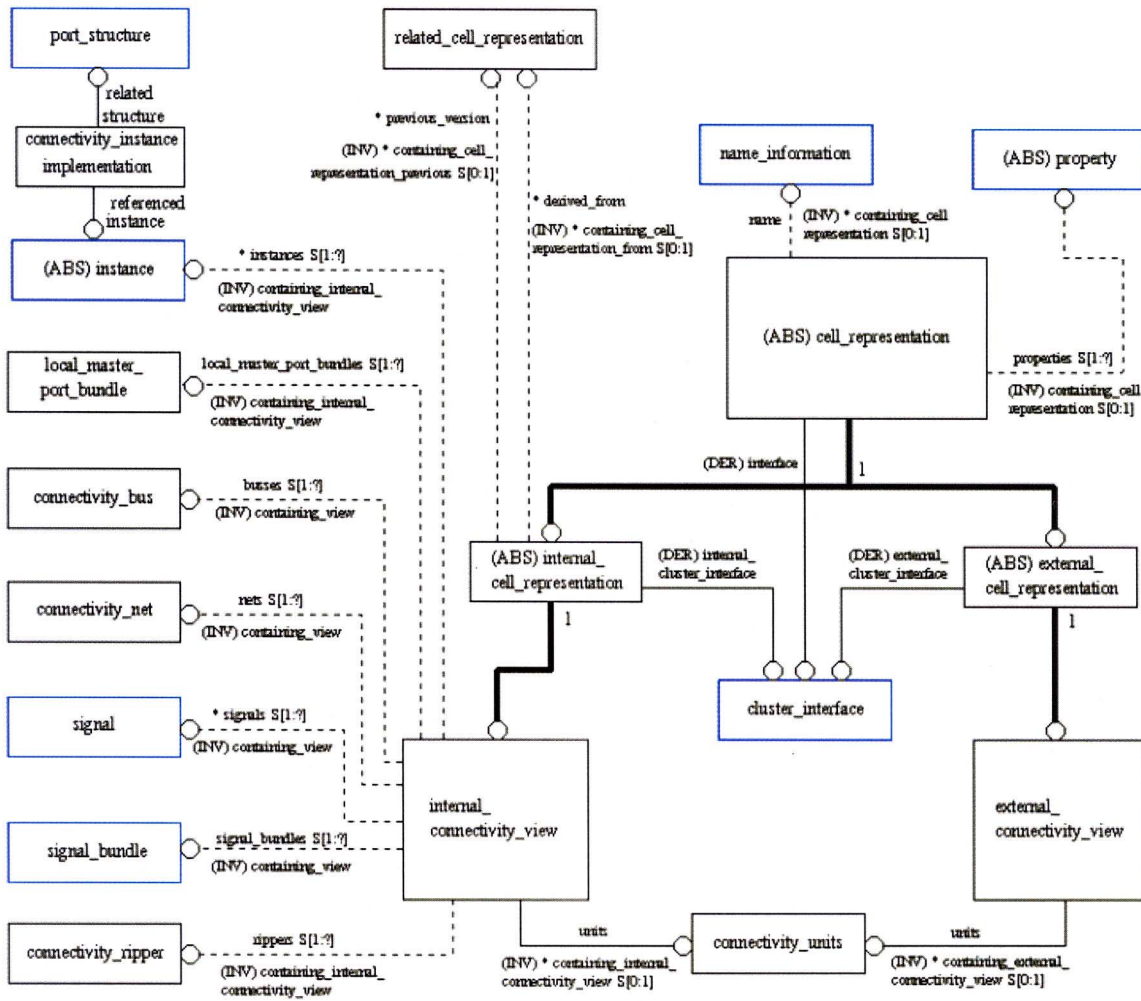 port_structure
related
structure
connectivity_instance
implementation
referenced
instance
(ABS) instance
* instances S[1:?]
(INV) containing_internal_
connectivity_view
local_master_
port_bundle
local_master_port_bundles S[1:?]
(INV) containing_internal_
connectivity_view
connectivity_bus
busses S[1:?]
(INV) containing_view
connectivity_net
nets S[1:?]
(INV) containing_view
signal
* signals S[1:?]
(INV) containing_view
signal_bundle
signal_bundles S[1:?]
(INV) containing_view
connectivity_ripper
rippers S[1:?]
(INV) containing_internal_
connectivity_view
related_cell_representation
* previous_version
(INV) * containing_cell_
representation_previous S[0:1]
* derived_from
(INV) * containing_cell_
representation_from S[0:1]
name_information
name
(INV) * containing_cell
representation S[0:1]
(ABS) property
(ABS) cell_representation
properties S[1:?]
(INV) containing_cell
representation S[0:1]
(DER) interface
1
(ABS) internal_
cell_representation
(DER) internal_
cluster_interface
(DER) external_
cluster_interface
(ABS) external_
cell_representation
1
1
cluster_interface
internal_
connectivity_view
external_
connectivity_view
units
(INV) * containing_internal_
connectivity_view S[0:1]
connectivity_units
units
(INV) * containing_external_
connectivity_view S[0:1]